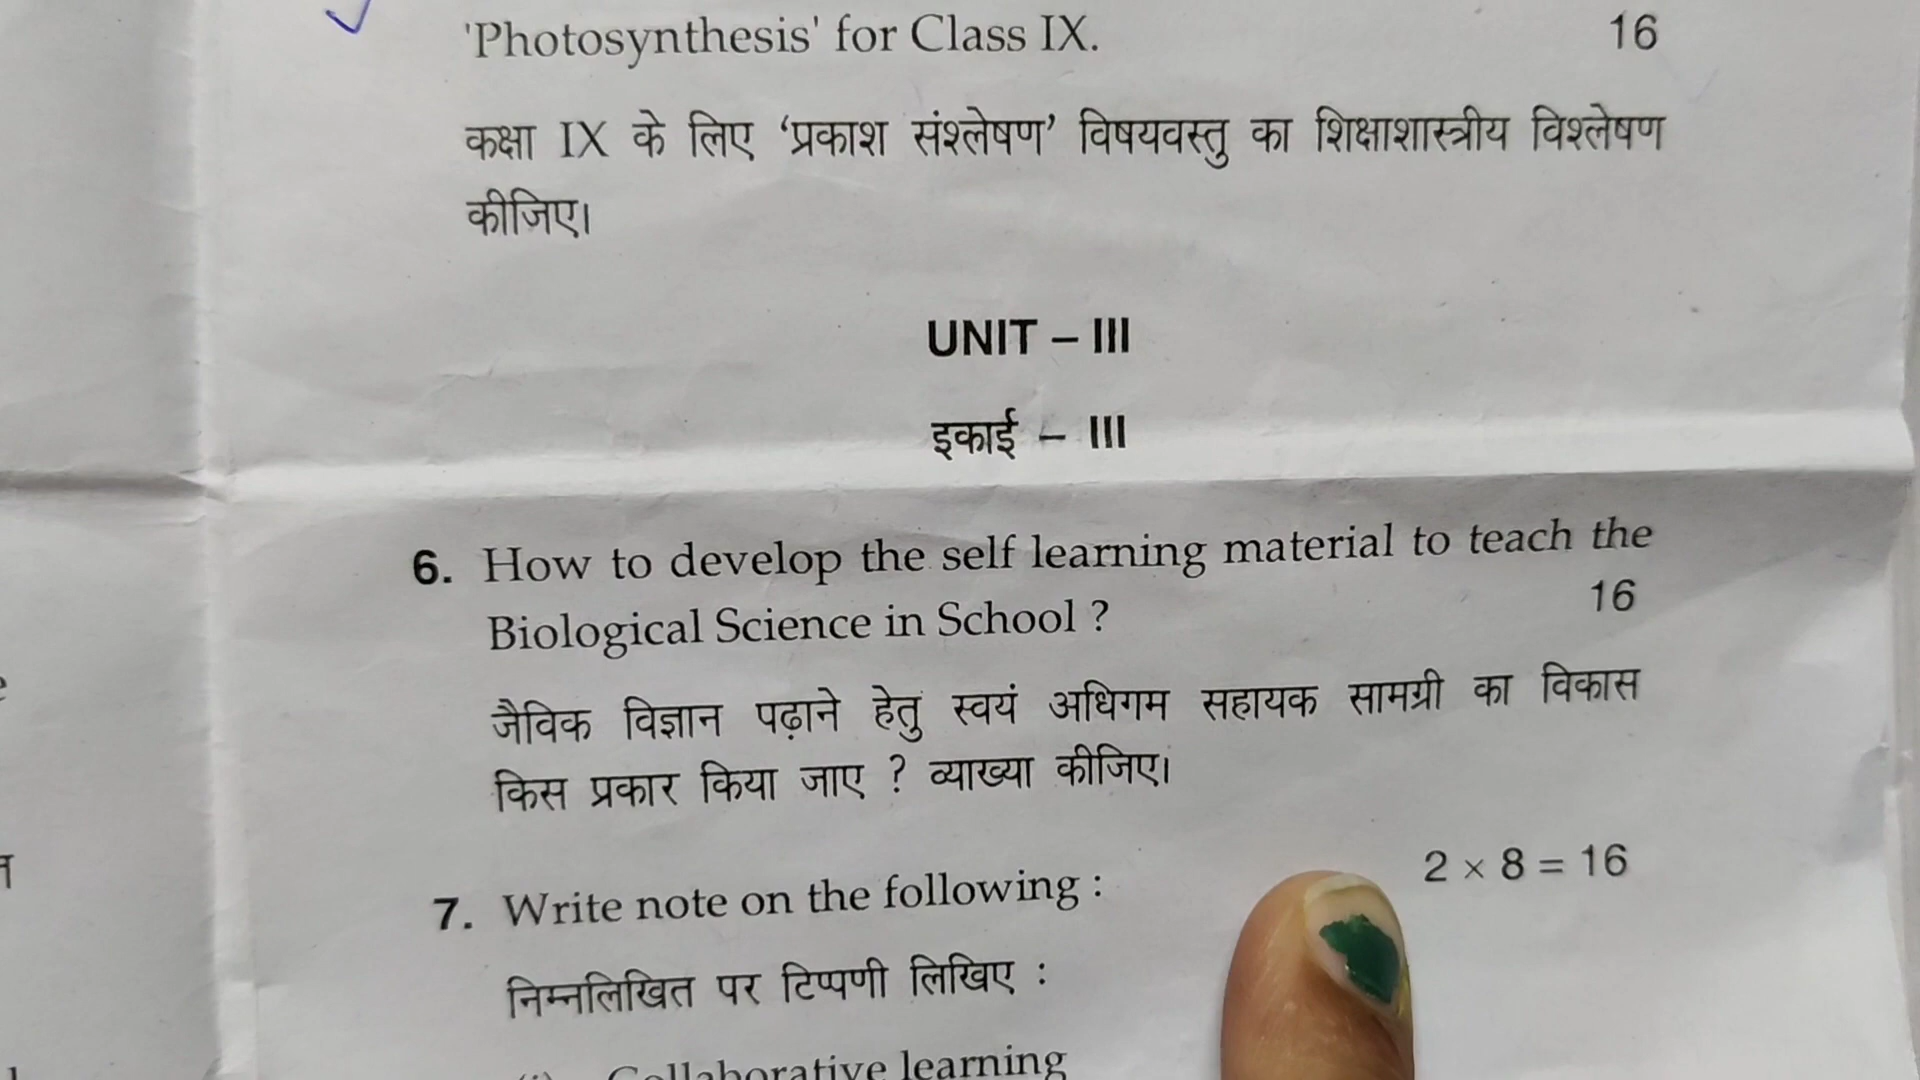 'Photosynthesis' for Class IX. 16
कक्षा IX के लिए ‘प्रकाश संश्लेषण’ विषयवस्तु का शिक्षाशास्त्रीय विश्लेषण
कीजिए।
UNIT – III
इकाई – III
6. How to develop the self learning material to teach the
Biological Science in School ? 16
जैविक विज्ञान पढ़ाने हेतु स्वयं अधिगम सहायक सामग्री का विकास
किस प्रकार किया जाए ? व्याख्या कीजिए।
7. Write note on the following : 2 × 8 = 16
निम्नलिखित पर टिप्पणी लिखिए :
Collaborative learning